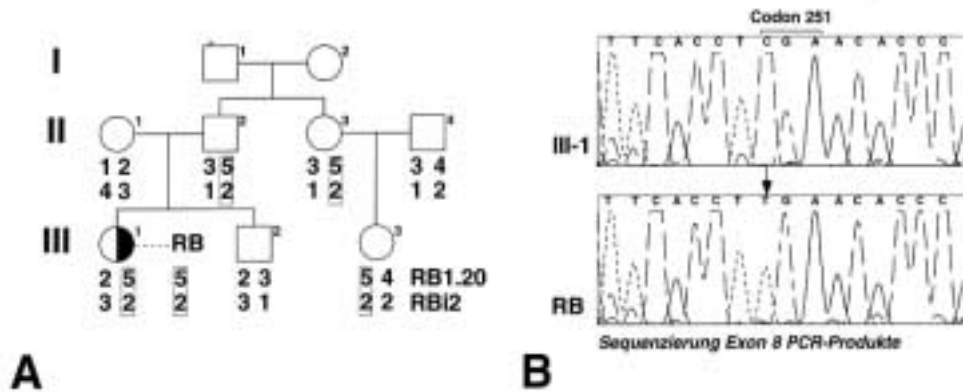 I
1
2
II
1
2
3
4
1 2
3 5
3 5
3 4
4 3
1 2
1 2
1 2
III
1
RB
2
3
2 5
5
2 3
5 4
RB1.20
3 2
2
3 1
2 2
RBi2
A
Codon 251
T T C A C C T C G A A C A C C C
III-1
T T C A C C T T G A A C A C C C
RB
Sequenzierung Exon 8 PCR-Produkte
B